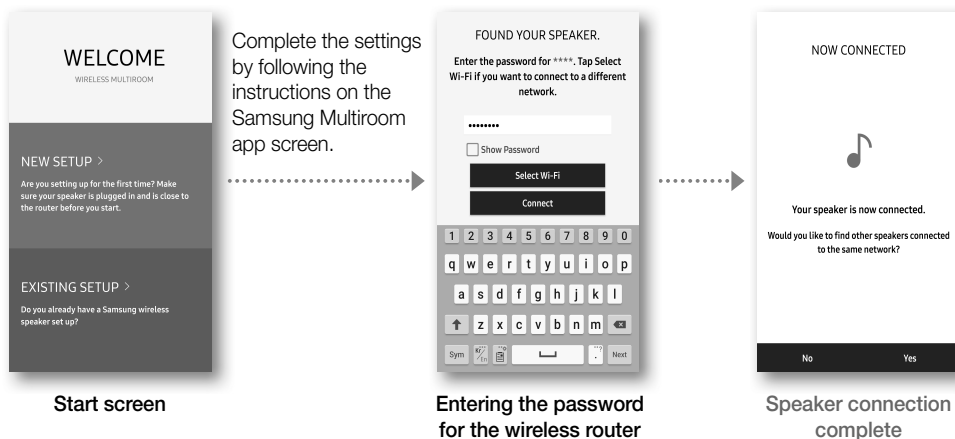 WELCOME
WIRELESS MULTIROOM
NEW SETUP >
Are you setting up for the first time? Make
sure your speaker is plugged in and is close to
the router before you start.
EXISTING SETUP >
Do you already have a Samsung wireless
speaker set up?
Start screen
Complete the settings
by following the
instructions on the
Samsung Multiroom
app screen.
FOUND YOUR SPEAKER.
Enter the password for ****. Tap Select
Wi-Fi if you want to connect to a different
network.
••••••••
Show Password
Select Wi-Fi
Connect
1 2 3 4 5 6 7 8 9 0
q w e r t y u i o p
a s d f g h j k l
z x c v b n m
Sym Kr/En . Next
Entering the password
for the wireless router
NOW CONNECTED
Your speaker is now connected.
Would you like to find other speakers connected
to the same network?
No Yes
Speaker connection
complete